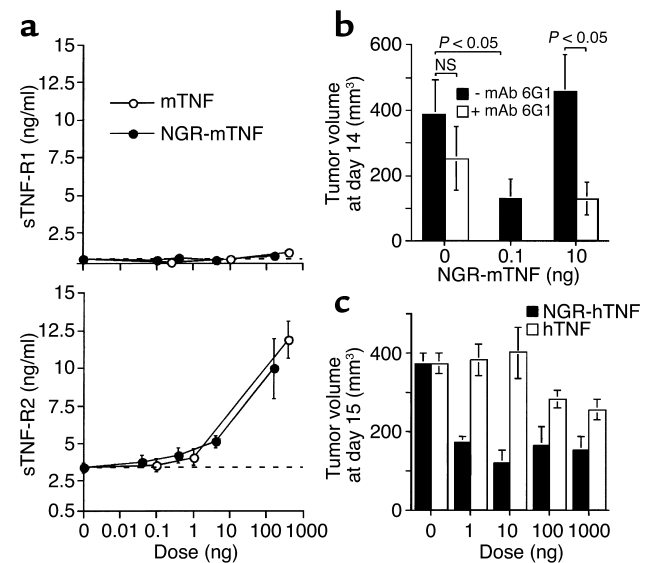 a
sTNF-R1 (ng/ml)
15
12.5
10
7.5
5
2.5
mTNF
NGR-mTNF
sTNF-R2 (ng/ml)
15
12.5
10
7.5
5
2.5
0.5
0 0.01 0.1 1 10 100 1000
Dose (ng)
b
Tumor volume
at day 14 (mm³)
600
400
200
0
P < 0.05
P < 0.05
NS
- mAb 6G1
+ mAb 6G1
0 0.1 10
NGR-mTNF (ng)
c
NGR-hTNF
hTNF
Tumor volume
at day 15 (mm³)
400
200
0
0 1 10 100 1000
Dose (ng)